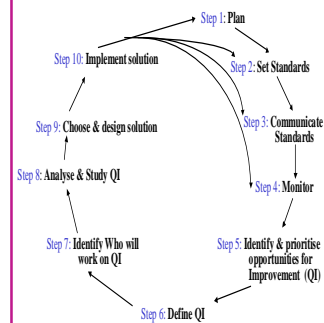 Step 1: Plan
Step 2: Set Standards
Step 3: Communicate
Standards
Step 4: Monitor
Step 5: Identify & prioritise
opportunities for
Improvement (QI)
Step 6: Define QI
Step 7: Identify Who will
work on QI
Step 8: Analyse & Study QI
Step 9: Choose & design solution
Step 10: Implement solution